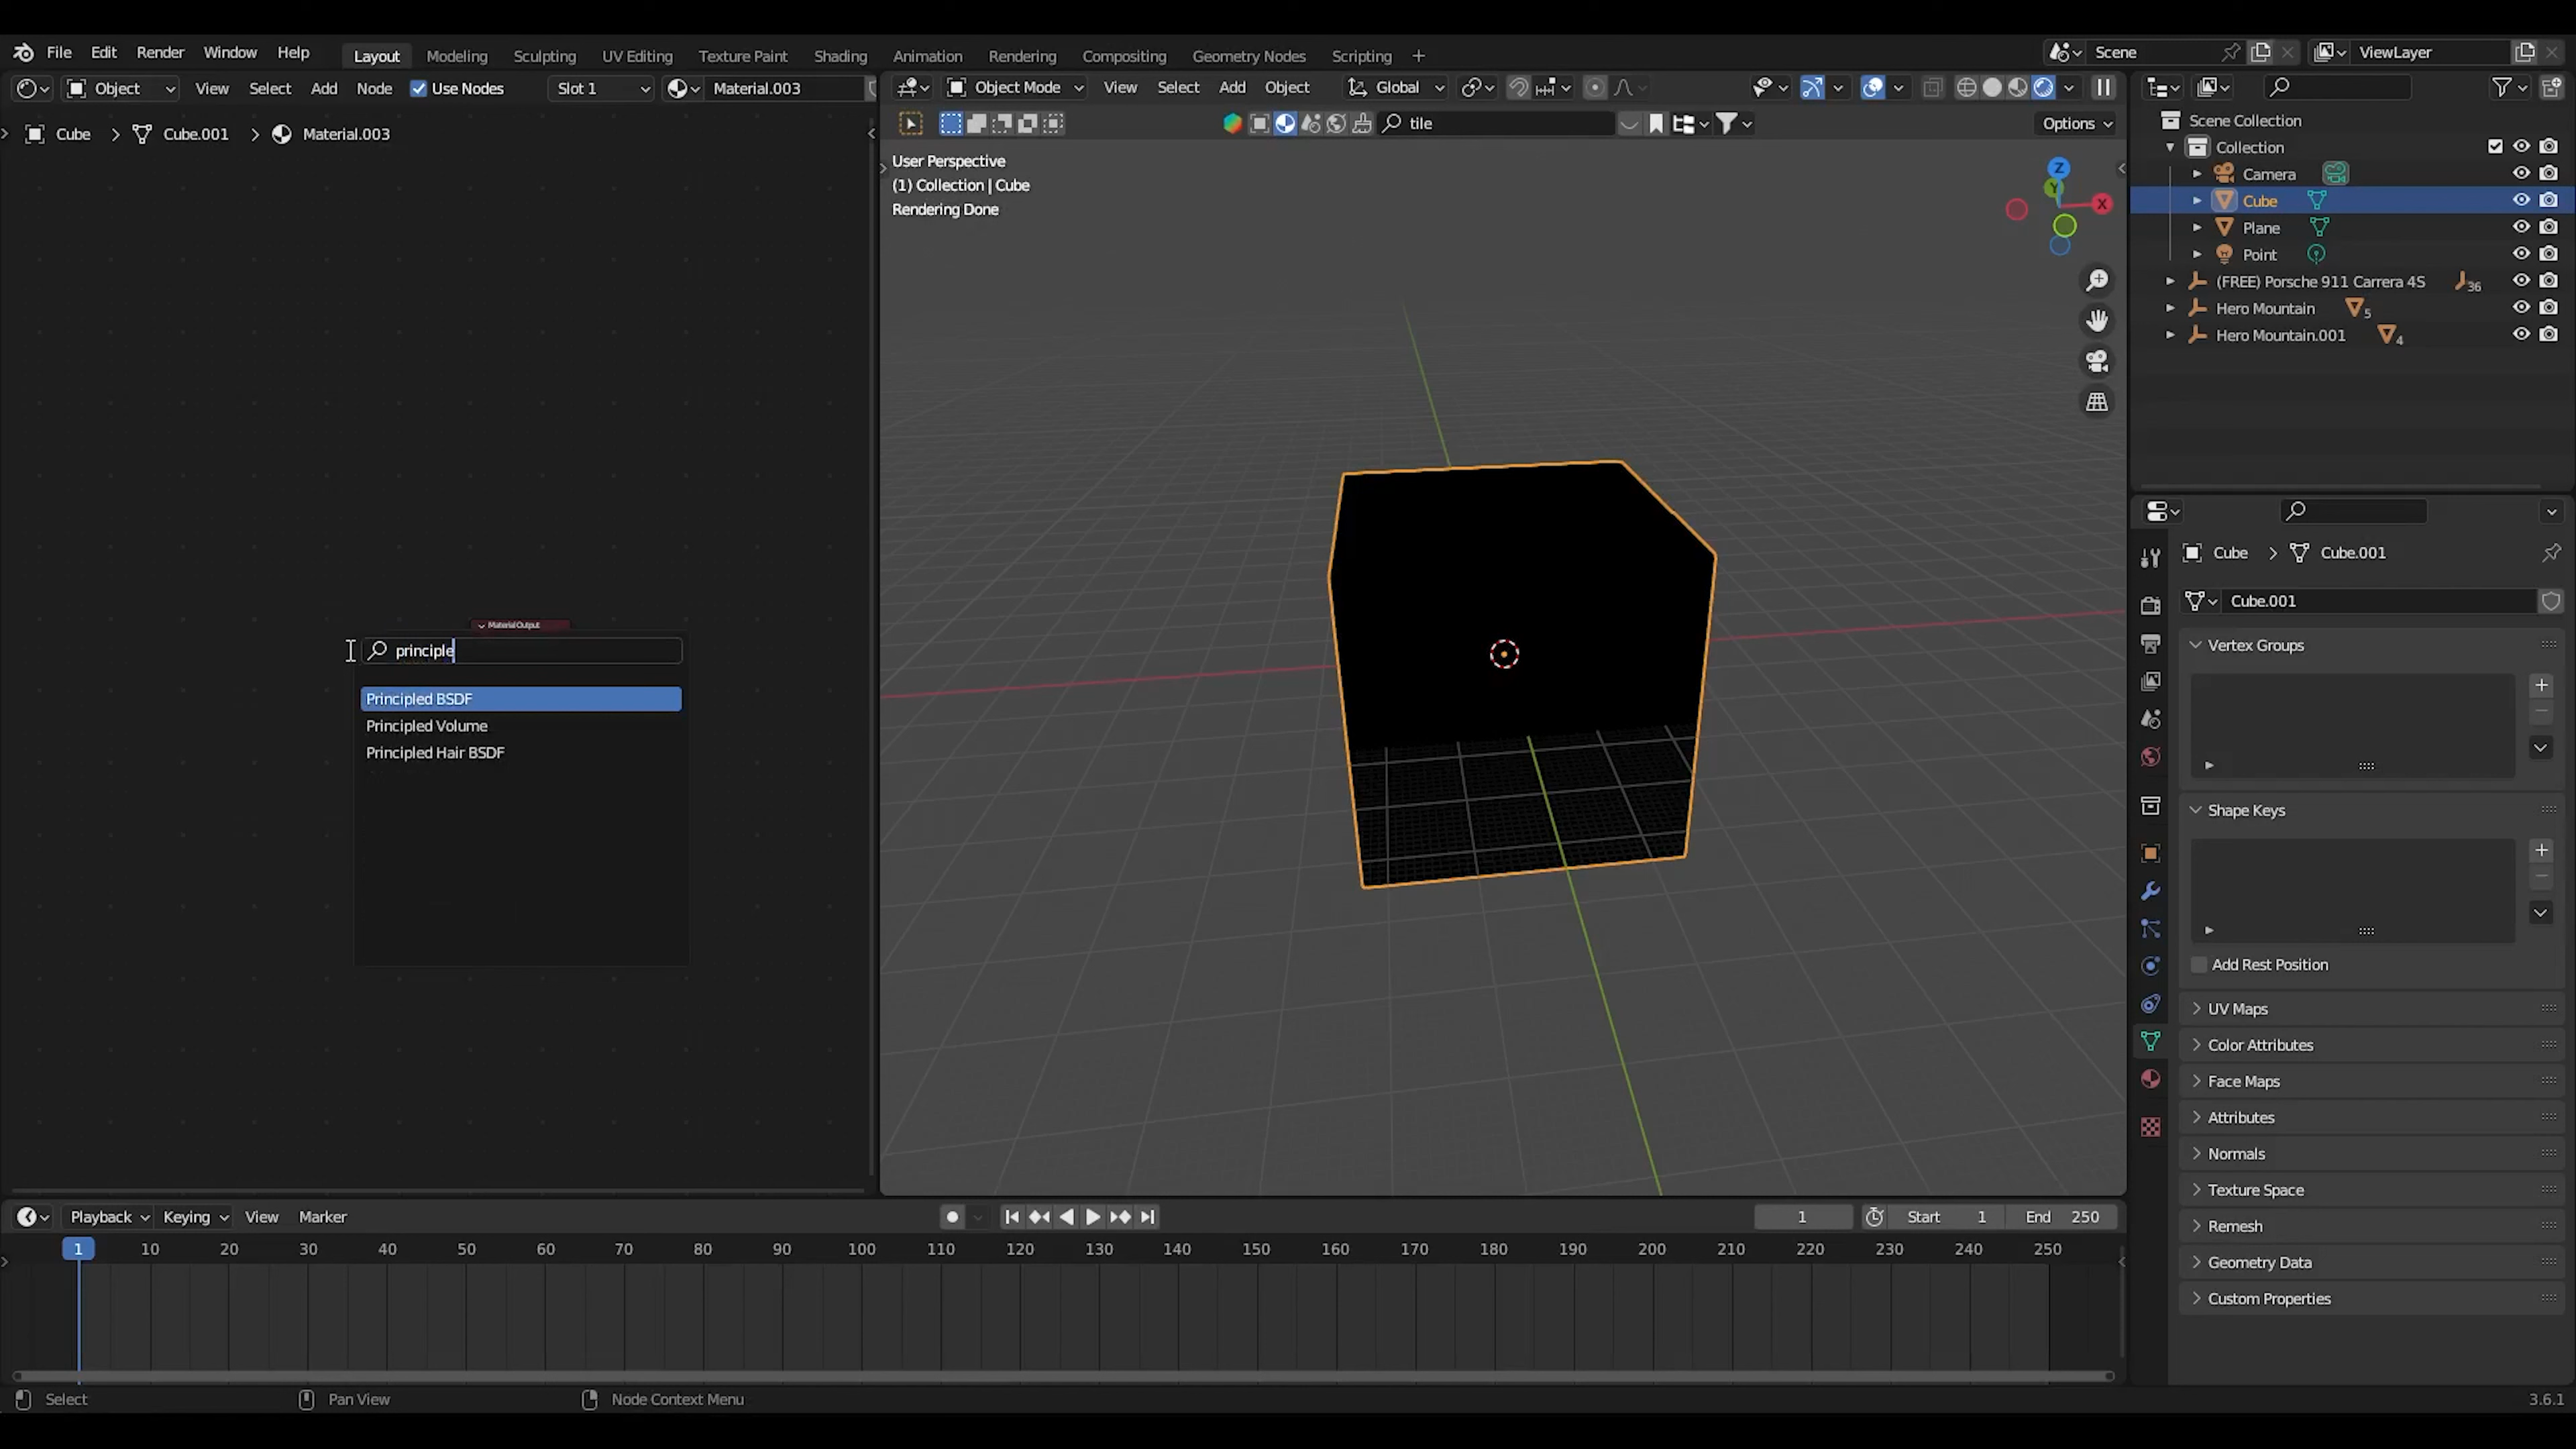 File Edit Render Window Help Layout Modeling Sculpting UV Editing Texture Paint Shading Animation Rendering Compositing Geometry Nodes Scripting + Scene ViewLayer
Object View Select Add Node Use Nodes Slot 1 Material.003
Object Mode View Select Add Object Global
tile Options
Cube > Cube.001 > Material.003
User Perspective
(1) Collection | Cube
Rendering Done
Z
Y
X
Scene Collection
Collection
Camera
Cube
Plane
Point
(FREE) Porsche 911 Carrera 4S 36
Hero Mountain 5
Hero Mountain.001 4
Material Output
principle
Principled BSDF
Principled Volume
Principled Hair BSDF
Cube > Cube.001
Cube.001
Vertex Groups
Shape Keys
Add Rest Position
UV Maps
Color Attributes
Face Maps
Attributes
Normals
Texture Space
Remesh
Geometry Data
Custom Properties
Playback Keying View Marker 1 Start 1 End 250
1 10 20 30 40 50 60 70 80 90 100 110 120 130 140 150 160 170 180 190 200 210 220 230 240 250
Select Pan View Node Context Menu 3.6.1